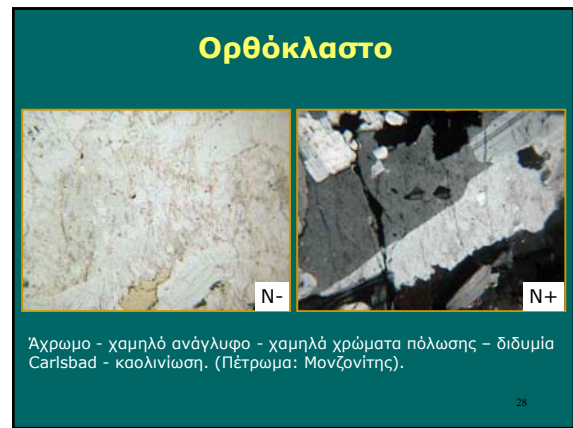 Ορθόκλαστο
N-
N+
Άχρωμο - χαμηλό ανάγλυφο - χαμηλά χρώματα πόλωσης – διδυμία
Carlsbad - καολινίωση. (Πέτρωμα: Μονζονίτης).
28